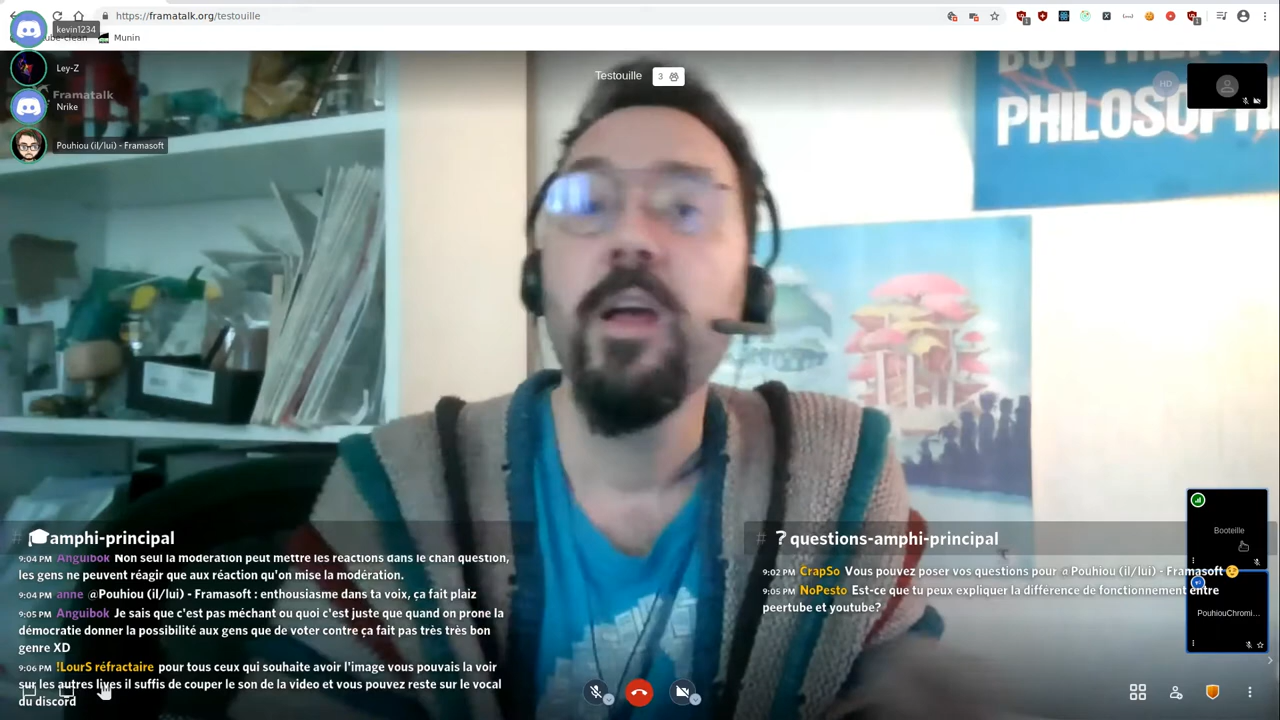 https://framatalk.org/testouille
kevin1234
Munin
Ley-Z
Testouille
3
BUT THEN
PHILOSOPH
HD
Framatalk
Nrike
Pouhiou (il/lui) - Framasoft
Booteille
# 🎓amphi-principal
9:04 PM Anguibok Non seul la modération peut mettre les réactions dans le chan question,
les gens ne peuvent réagir que aux réaction qu'on mise la modération.
9:04 PM anne @Pouhiou (il/lui) - Framasoft : enthousiasme dans ta voix, ça fait plaiz
9:05 PM Anguibok Je sais que c'est pas méchant ou quoi c'est juste que quand on prone la
démocratie donner la possibilité aux gens que de voter contre ça fait pas très très bon
genre XD
9:06 PM !LourS réfractaire pour tous ceux qui souhaite avoir l'image vous pouvais la voir
sur les autres lives il suffis de couper le son de la video et vous pouvez reste sur le vocal
du discord
# ❔questions-amphi-principal
9:02 PM CrapSo Vous pouvez poser vos questions pour @Pouhiou (il/lui) - Framasoft 🤨
9:05 PM NoPesto Est-ce que tu peux expliquer la différence de fonctionnement entre
peertube et youtube?
PouhiouChromi...